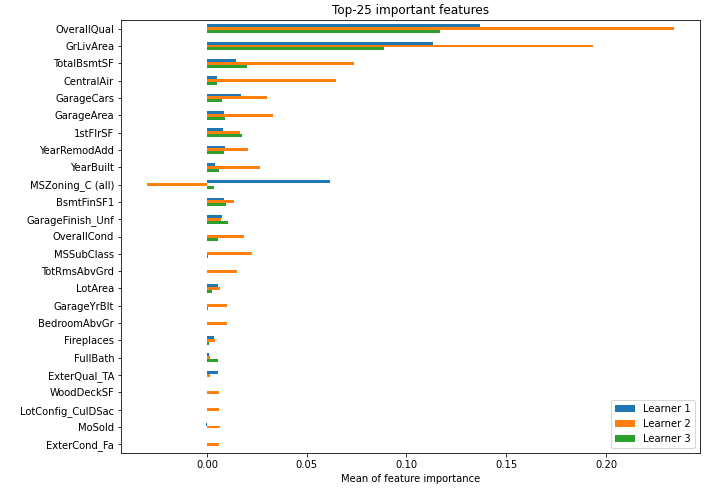 Top-25 important features
OverallQual
GrLivArea
TotalBsmtSF
CentralAir
GarageCars
GarageArea
1stFlrSF
YearRemodAdd
YearBuilt
MSZoning_C (all)
BsmtFinSF1
GarageFinish_Unf
OverallCond
MSSubClass
TotRmsAbvGrd
LotArea
GarageYrBlt
BedroomAbvGr
Fireplaces
FullBath
ExterQual_TA
WoodDeckSF
LotConfig_CulDSac
MoSold
ExterCond_Fa
Learner 1
Learner 2
Learner 3
0.00 0.05 0.10 0.15 0.20
Mean of feature importance